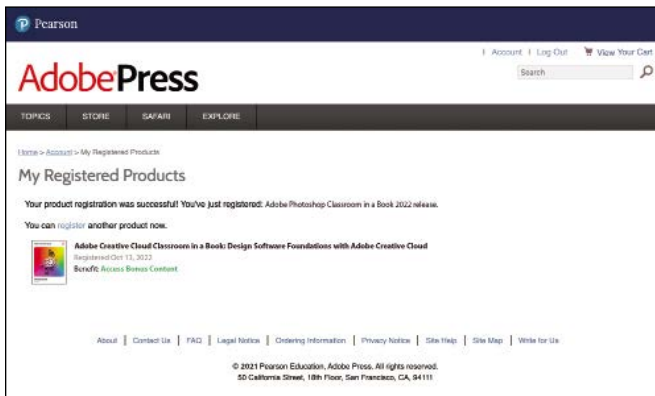 Pearson
Account | Log Out View Your Cart
AdobePress
Search
TOPICS STORE SAFARI EXPLORE
Home > Account > My Registered Products
My Registered Products
Your product registration was successful! You've just registered: Adobe Photoshop Classroom in a Book 2022 release.
You can register another product now.
Adobe Creative Cloud Classroom in a Book: Design Software Foundations with Adobe Creative Cloud
Registered Oct 13, 2022
Benefit: Access Bonus Content
About | Contact Us | FAQ | Legal Notice | Ordering Information | Privacy Notice | Site Help | Site Map | Write for Us
© 2021 Pearson Education, Adobe Press. All rights reserved.
50 California Street, 18th Floor, San Francisco, CA, 94111